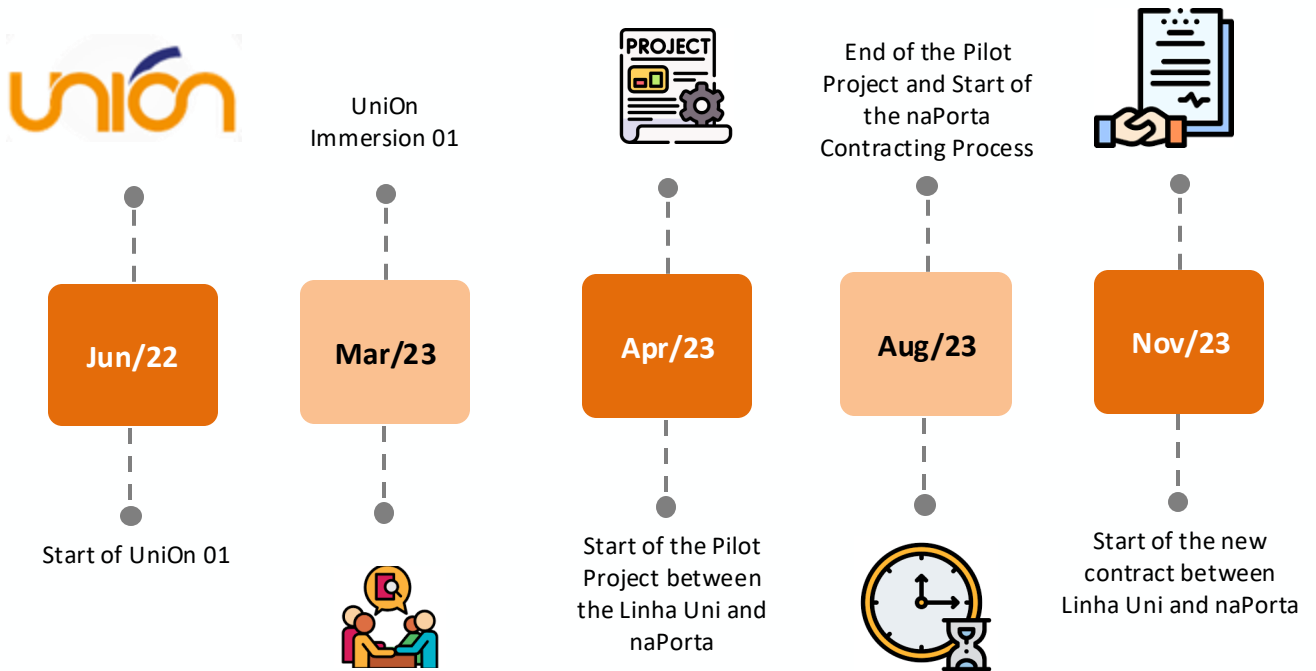 unión
UniOn
Immersion 01
PROJECT
End of the Pilot
Project and Start of
the naPorta
Contracting Process
Jun/22
Mar/23
Apr/23
Aug/23
Nov/23
Start of UniOn 01
Start of the Pilot
Project between
the Linha Uni and
naPorta
Start of the new
contract between
Linha Uni and naPorta